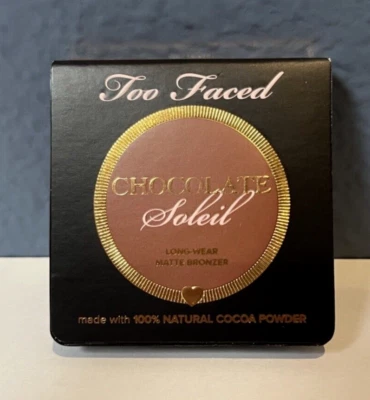 Too Faced
CHOCOLATE
Soleil
LONG-WEAR
MATTE BRONZER
made with 100% NATURAL COCOA POWDER